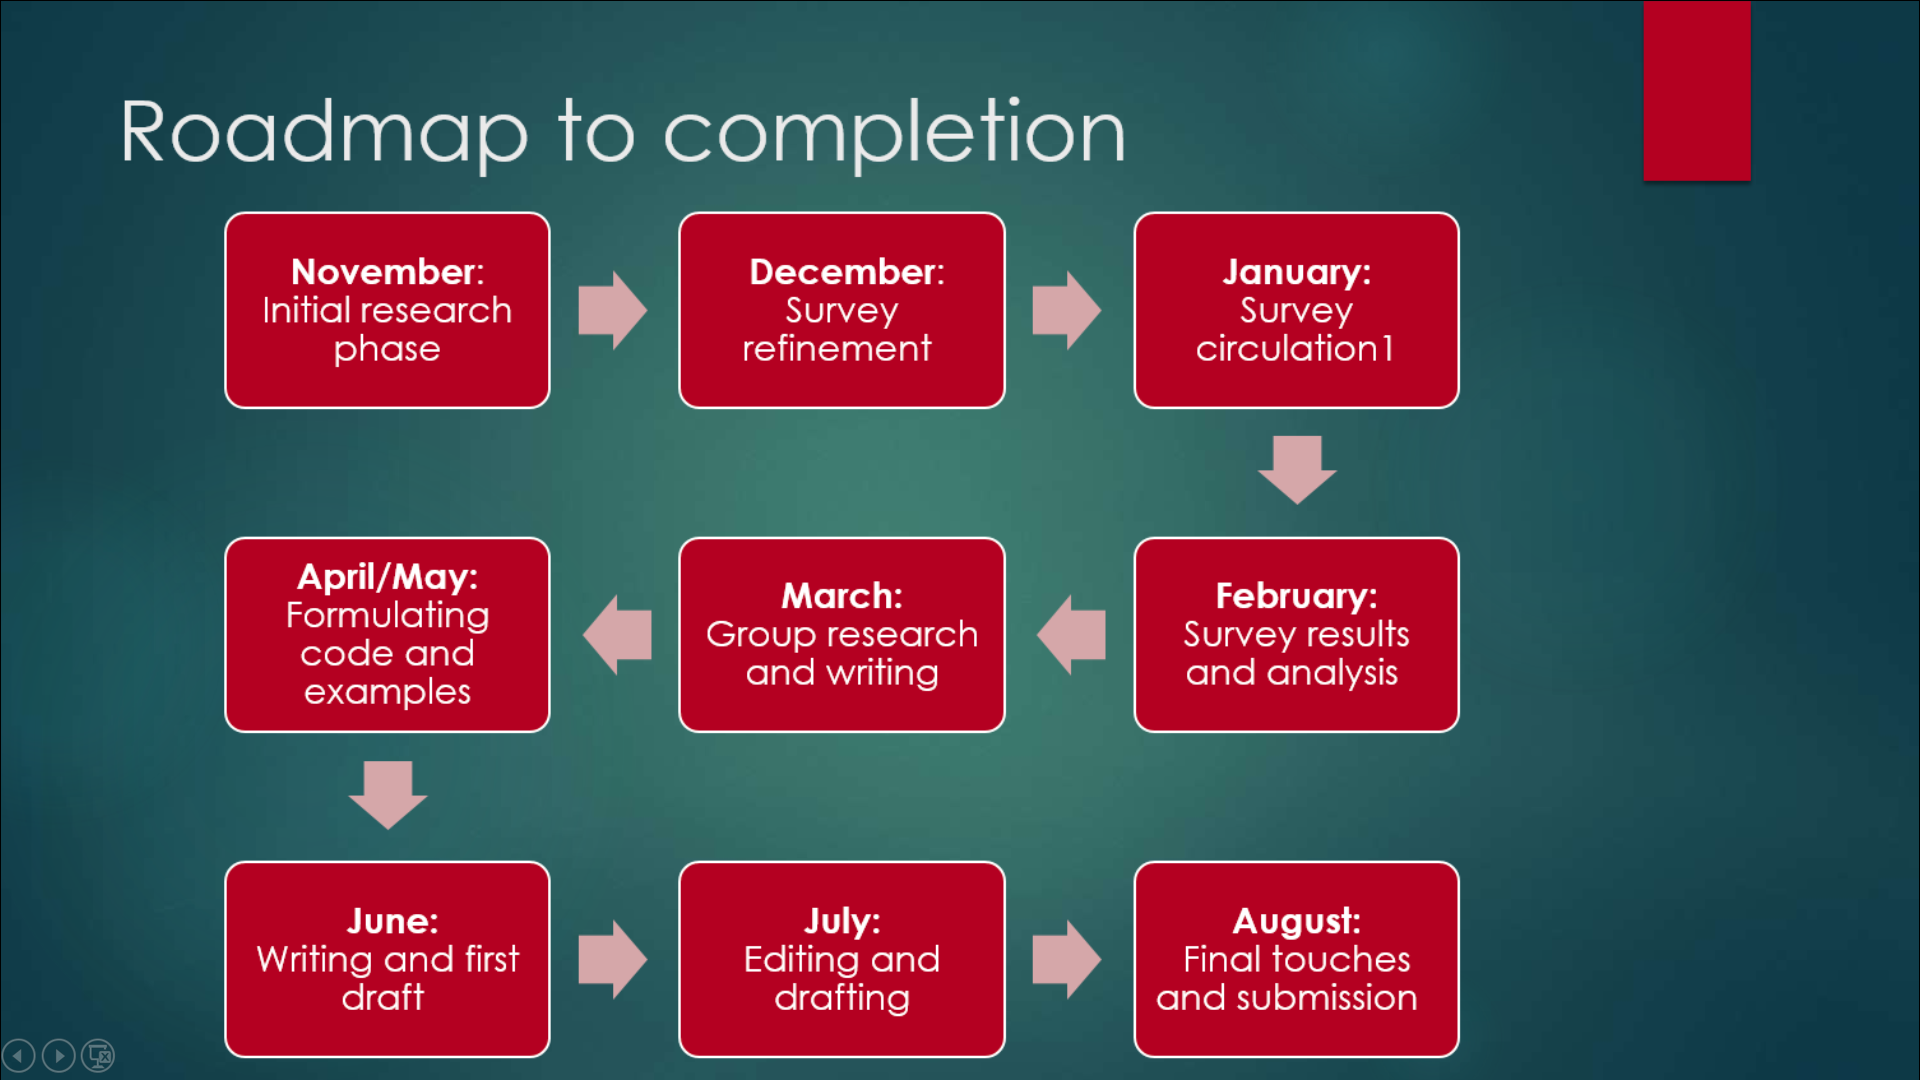 Roadmap to completion
November:
Initial research
phase
December:
Survey
refinement
January:
Survey
circulation1
February:
Survey results
and analysis
March:
Group research
and writing
April/May:
Formulating
code and
examples
June:
Writing and first
draft
July:
Editing and
drafting
August:
Final touches
and submission